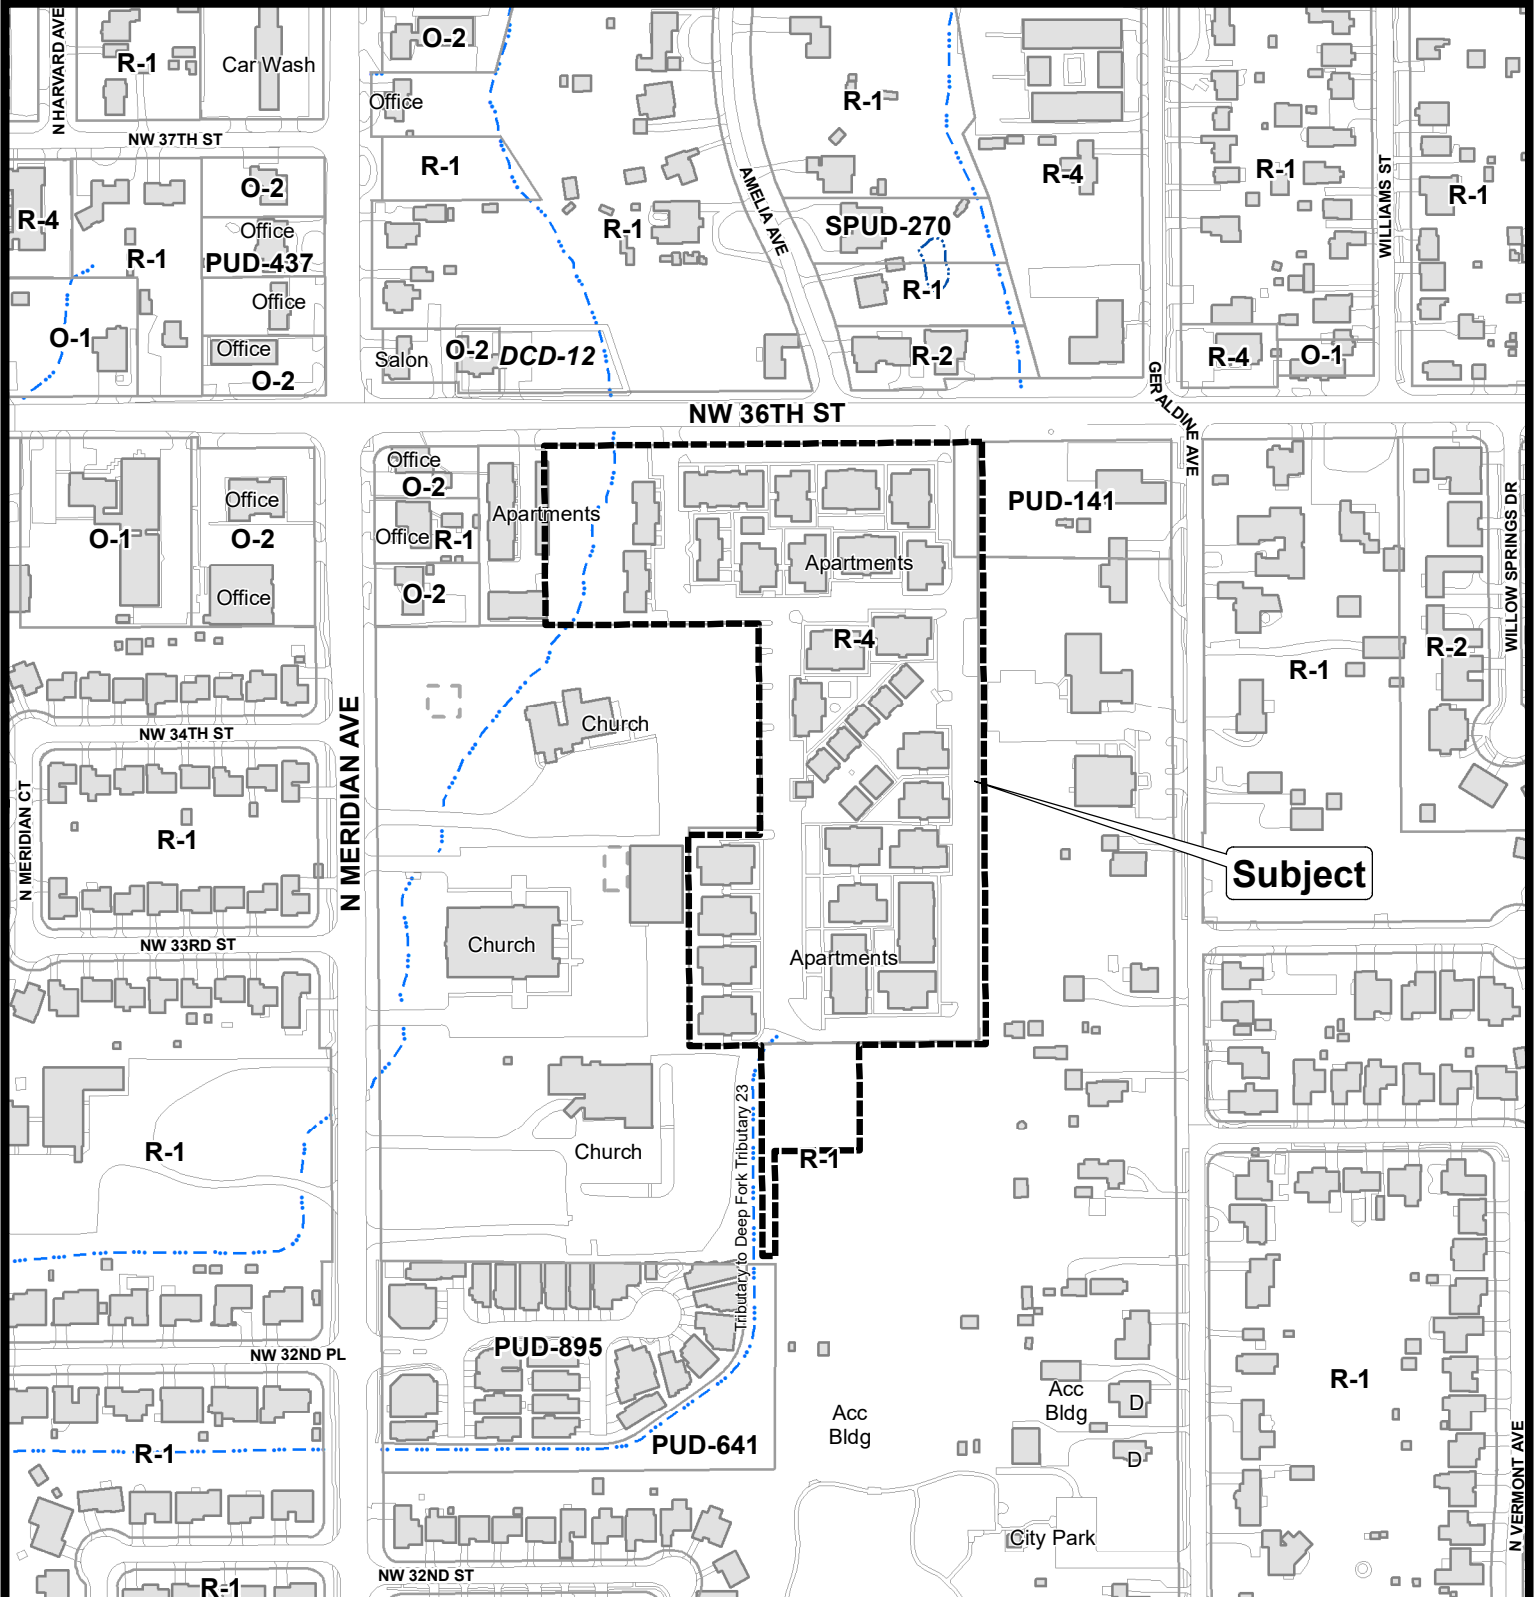 N HARVARD AVE
R-1
Car Wash
O-2
Office
R-1
NW 37TH ST
R-1
R-4
R-1
R-1
O-2
Office
PUD-437
R-4
R-1
Office
O-1
Office
O-2
R-1
AMELIA AVE
SPUD-270
R-1
WILLIAMS ST
Salon
O-2
DCD-12
R-2
R-4
O-1
GERALDINE AVE
NW 36TH ST
Office
O-2
Office
R-1
O-2
Apartments
O-1
Office
O-2
Office
Apartments
PUD-141
WILLOW SPRINGS DR
R-4
R-1
R-2
N MERIDIAN AVE
Church
NW 34TH ST
N MERIDIAN CT
R-1
Subject
NW 33RD ST
Church
Apartments
R-1
Church
Tributary to Deep Fork Tributary 23
R-1
PUD-895
NW 32ND PL
R-1
PUD-641
Acc
Bldg
Acc
Bldg
D
D
R-1
N VERMONT AVE
City Park
NW 32ND ST
R-1